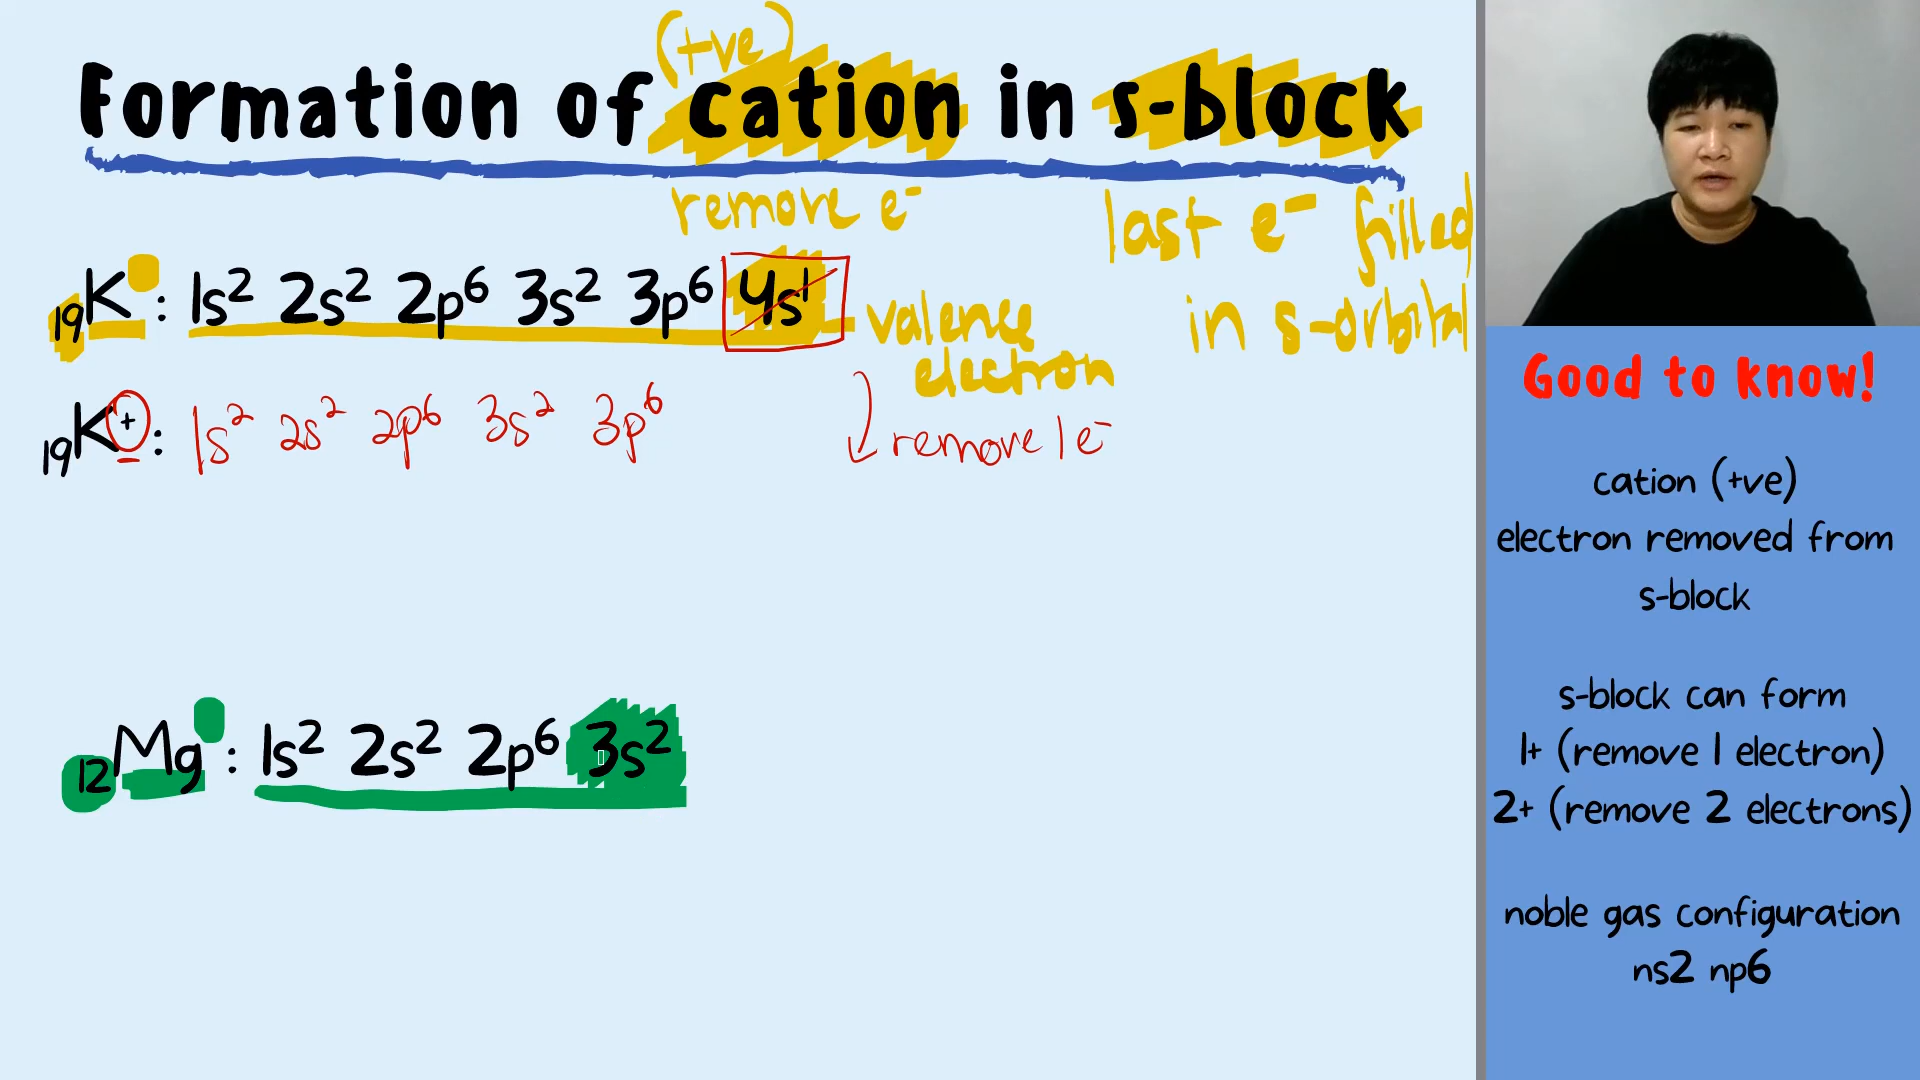 (+ve)
Formation of cation in s-block
remove e⁻
last e⁻ filled
in s-orbital
₁₉K : 1s² 2s² 2p⁶ 3s² 3p⁶ 4s¹
valence
electron
₁₉K⁺: 1s² 2s² 2p⁶ 3s² 3p⁶
remove 1 e⁻
₁₂Mg : 1s² 2s² 2p⁶ 3s²
Good to know!
cation (+ve)
electron removed from
s-block
s-block can form
1+ (remove 1 electron)
2+ (remove 2 electrons)
noble gas configuration
ns2 np6